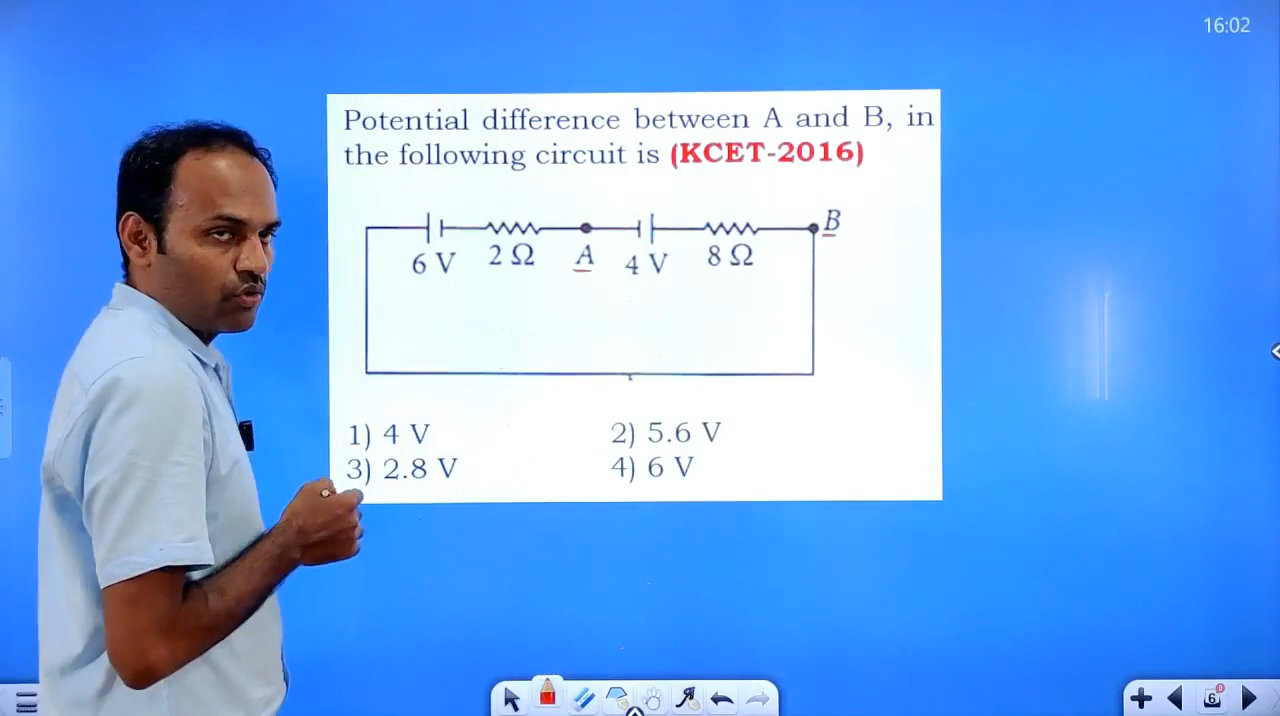 16:02
Potential difference between A and B, in
the following circuit is (KCET-2016)
B
6 V 2 Ω A 4 V 8 Ω
1) 4 V 2) 5.6 V
3) 2.8 V 4) 6 V
6